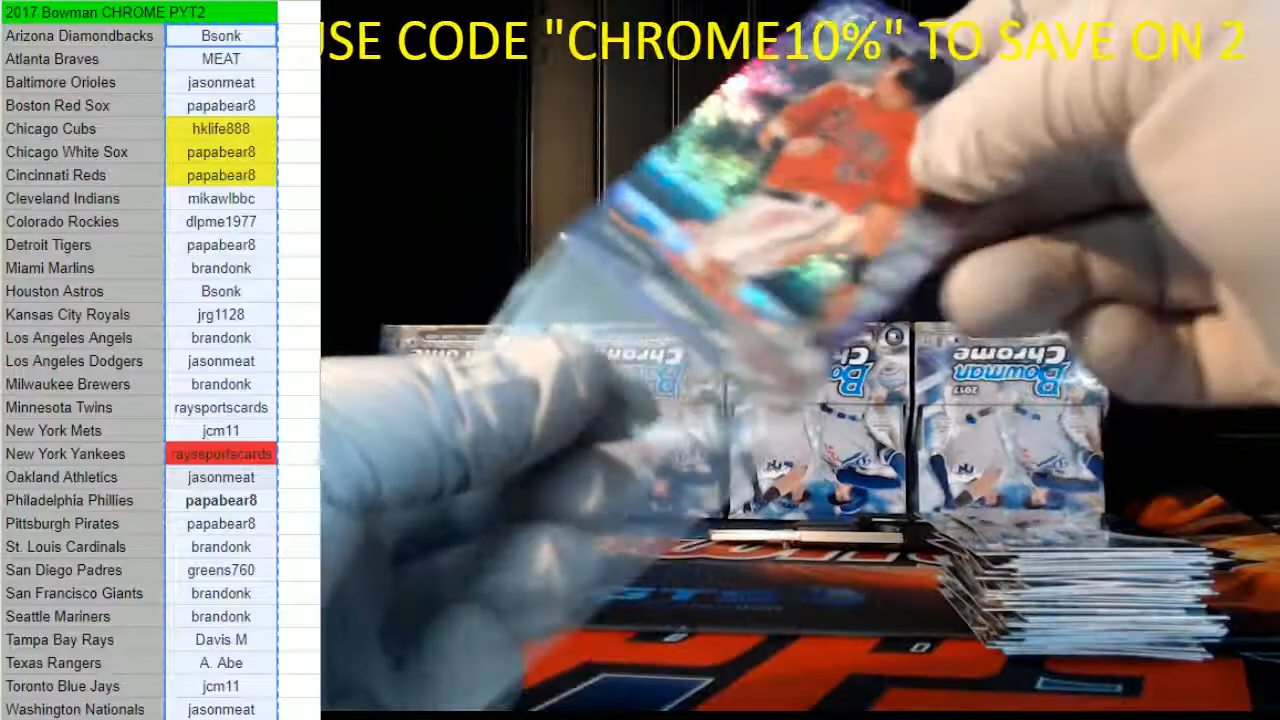 2017 Bowman CHROME PYT2
Arizona Diamondbacks Bsonk
Atlanta Braves MEAT
Baltimore Orioles jasonmeat
Boston Red Sox papabear8
Chicago Cubs hklife888
Chicago White Sox papabear8
Cincinnati Reds papabear8
Cleveland Indians mikawlbbc
Colorado Rockies dlpme1977
Detroit Tigers papabear8
Miami Marlins brandonk
Houston Astros Bsonk
Kansas City Royals jrg1128
Los Angeles Angels brandonk
Los Angeles Dodgers jasonmeat
Milwaukee Brewers brandonk
Minnesota Twins raysportscards
New York Mets jcm11
New York Yankees rayssportscards
Oakland Athletics jasonmeat
Philadelphia Phillies papabear8
Pittsburgh Pirates papabear8
St. Louis Cardinals brandonk
San Diego Padres greens760
San Francisco Giants brandonk
Seattle Mariners brandonk
Tampa Bay Rays Davis M
Texas Rangers A. Abe
Toronto Blue Jays jcm11
Washington Nationals jasonmeat
USE CODE "CHROME10%" TO SAVE ON 2
Chrome
Bowman
2017